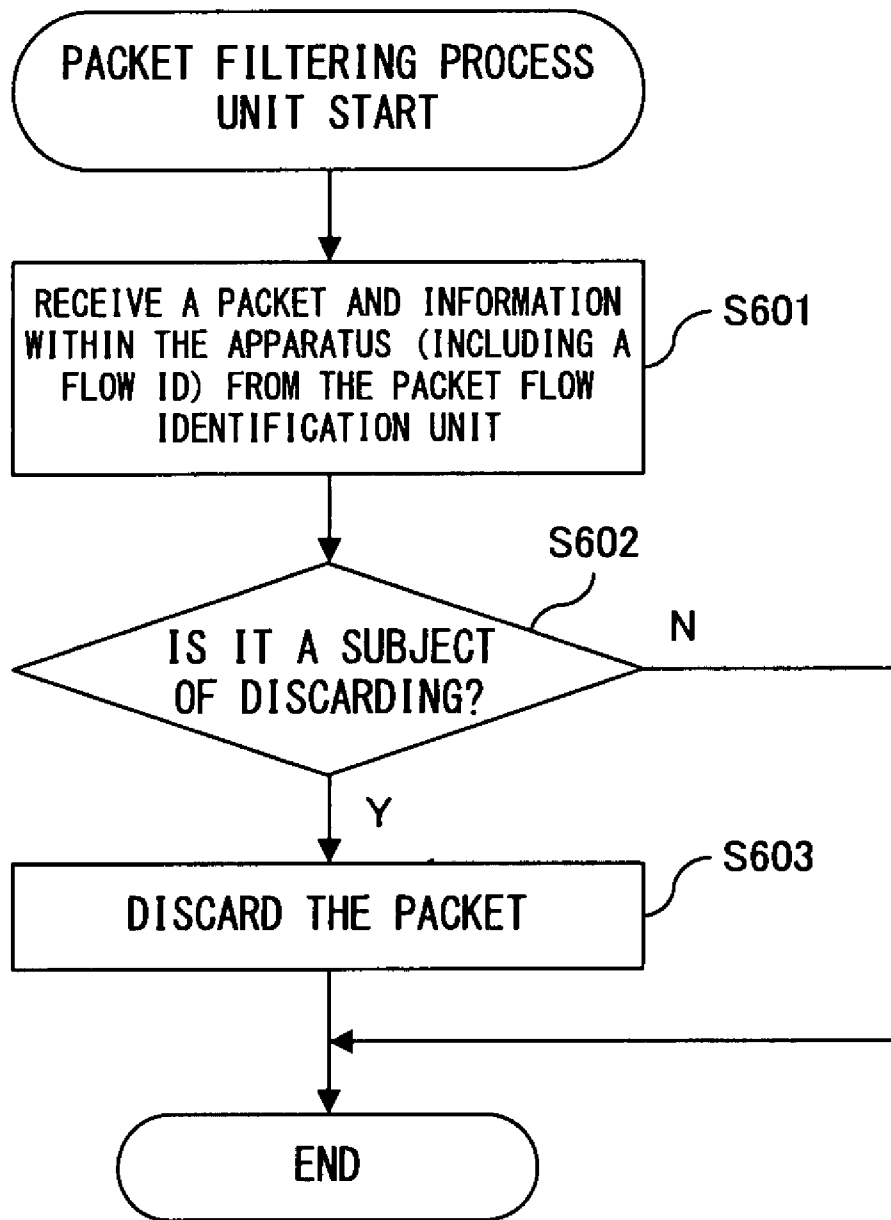 PACKET FILTERING PROCESS
UNIT START
RECEIVE A PACKET AND INFORMATION
WITHIN THE APPARATUS (INCLUDING A
FLOW ID) FROM THE PACKET FLOW
IDENTIFICATION UNIT
S601
S602
IS IT A SUBJECT
OF DISCARDING?
N
Y
DISCARD THE PACKET
S603
END